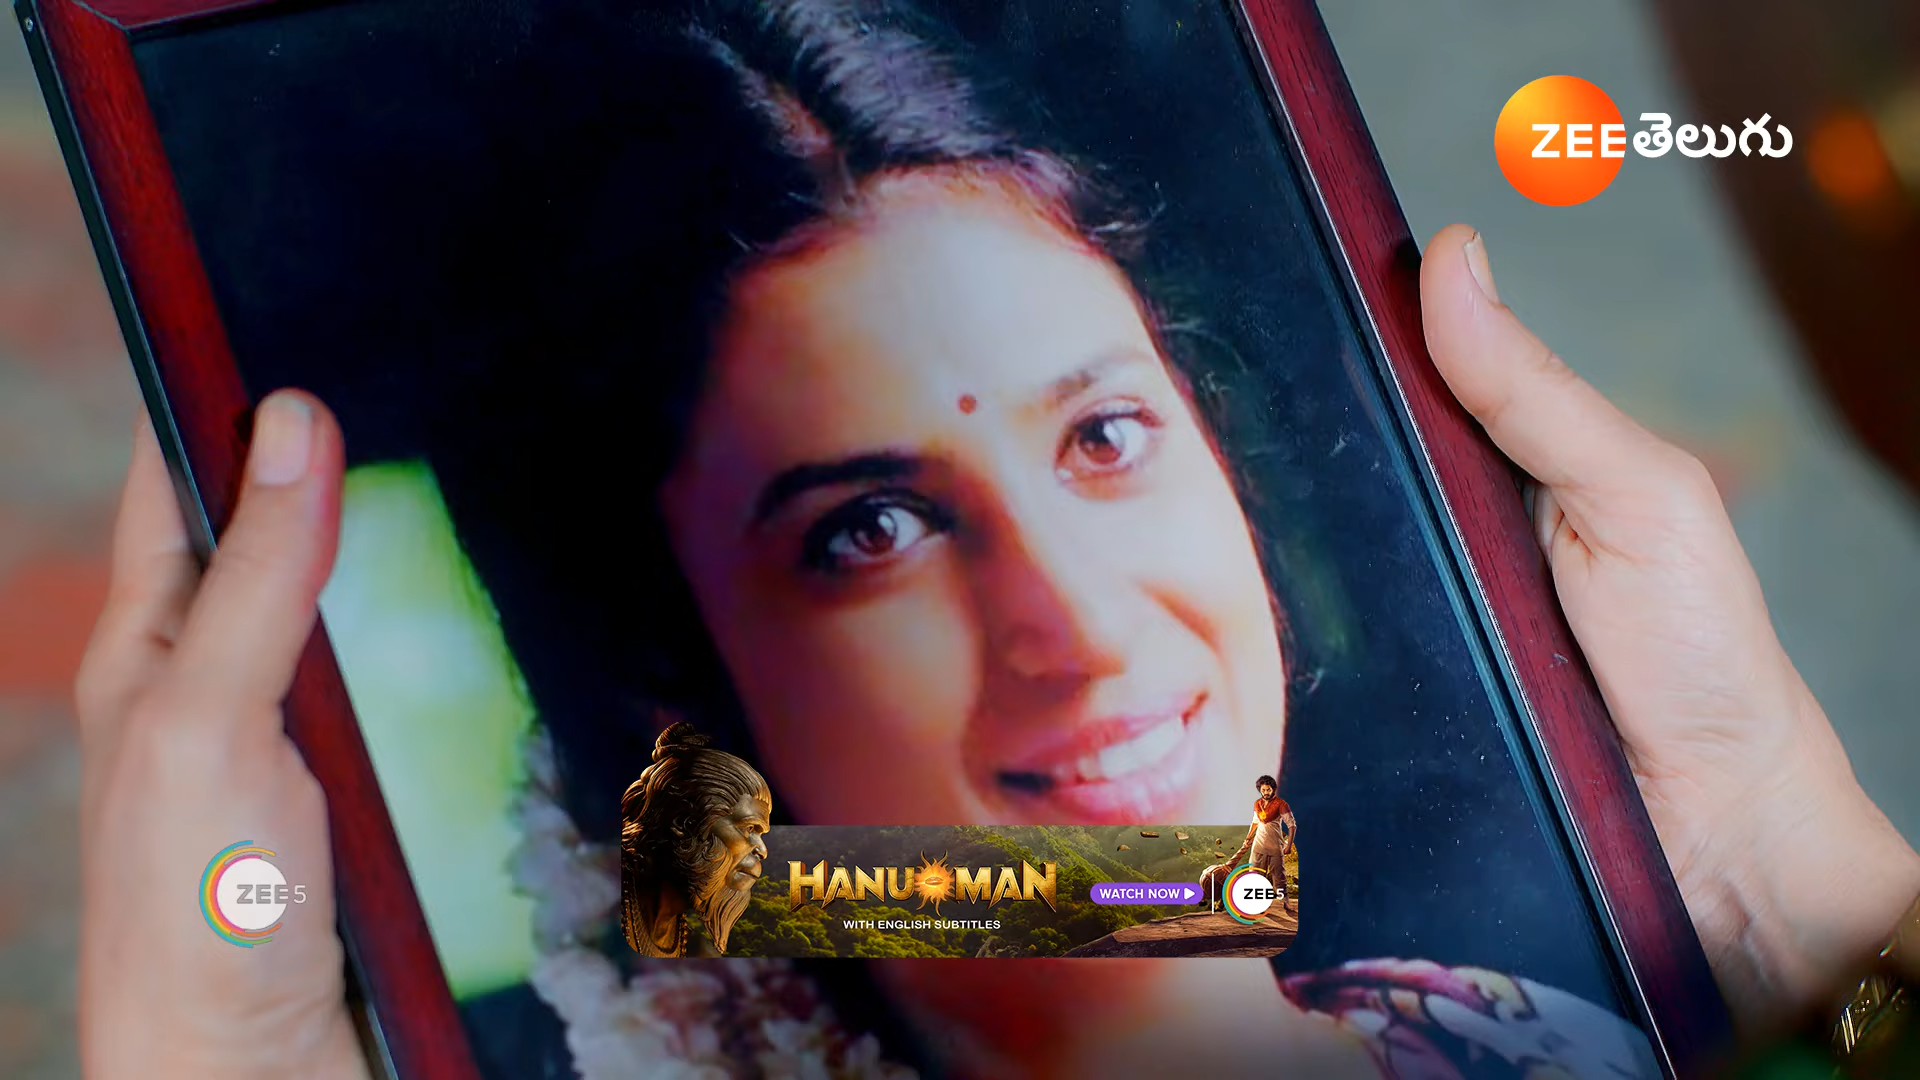 ZEE తెలుగు
HANUMAN
WITH ENGLISH SUBTITLES
WATCH NOW
ZEE5
ZEE5